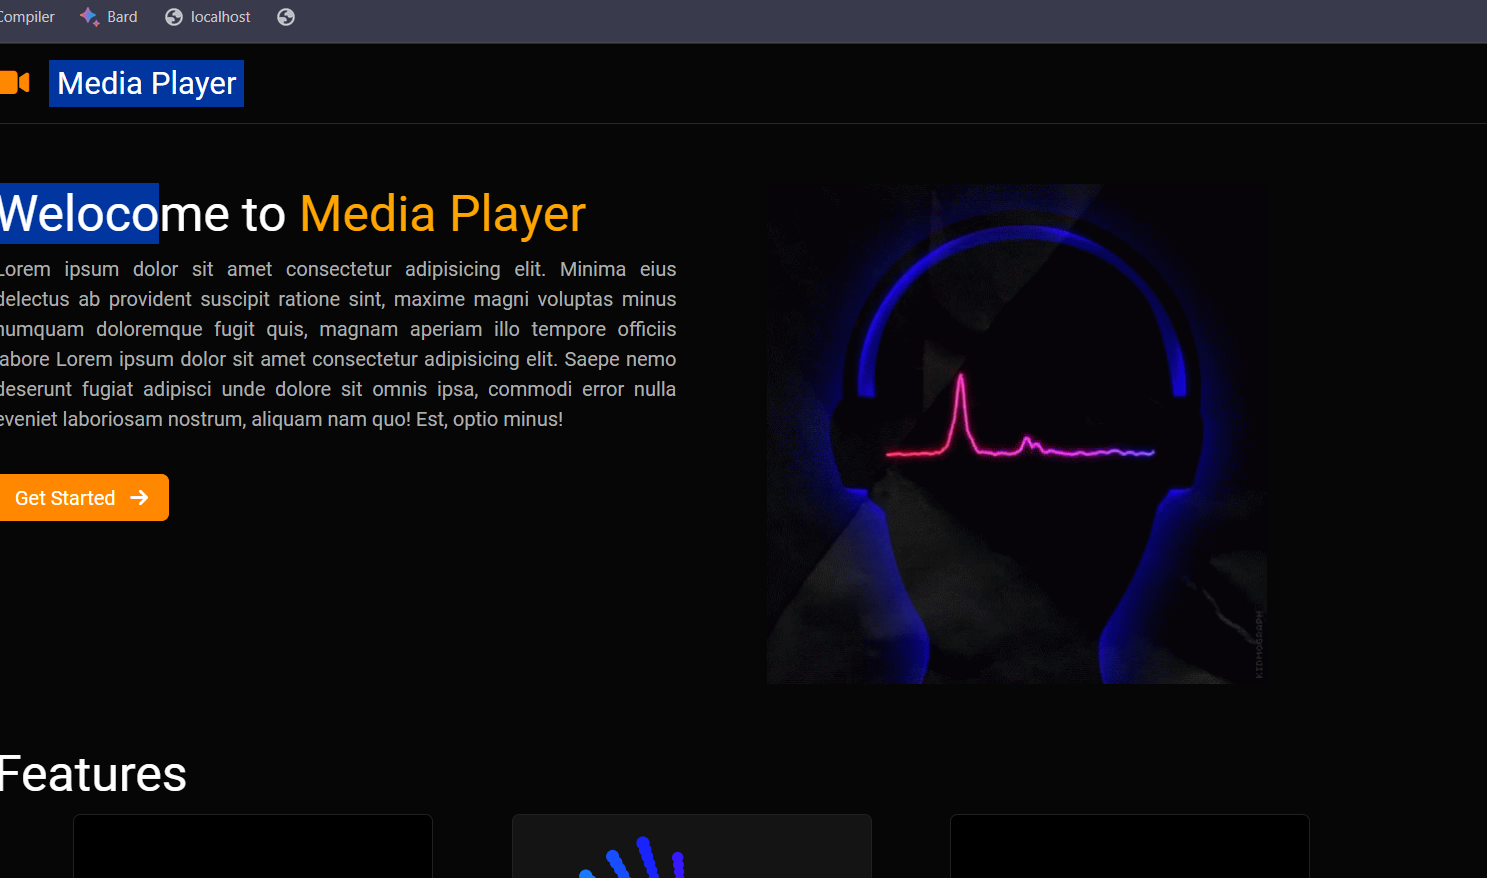 Compiler Bard localhost
Media Player
Welocome to Media Player
Lorem ipsum dolor sit amet consectetur adipisicing elit. Minima eius
delectus ab provident suscipit ratione sint, maxime magni voluptas minus
numquam doloremque fugit quis, magnam aperiam illo tempore officiis
labore Lorem ipsum dolor sit amet consectetur adipisicing elit. Saepe nemo
deserunt fugiat adipisci unde dolore sit omnis ipsa, commodi error nulla
eveniet laboriosam nostrum, aliquam nam quo! Est, optio minus!
Get Started
KIDMOGRAPH
Features